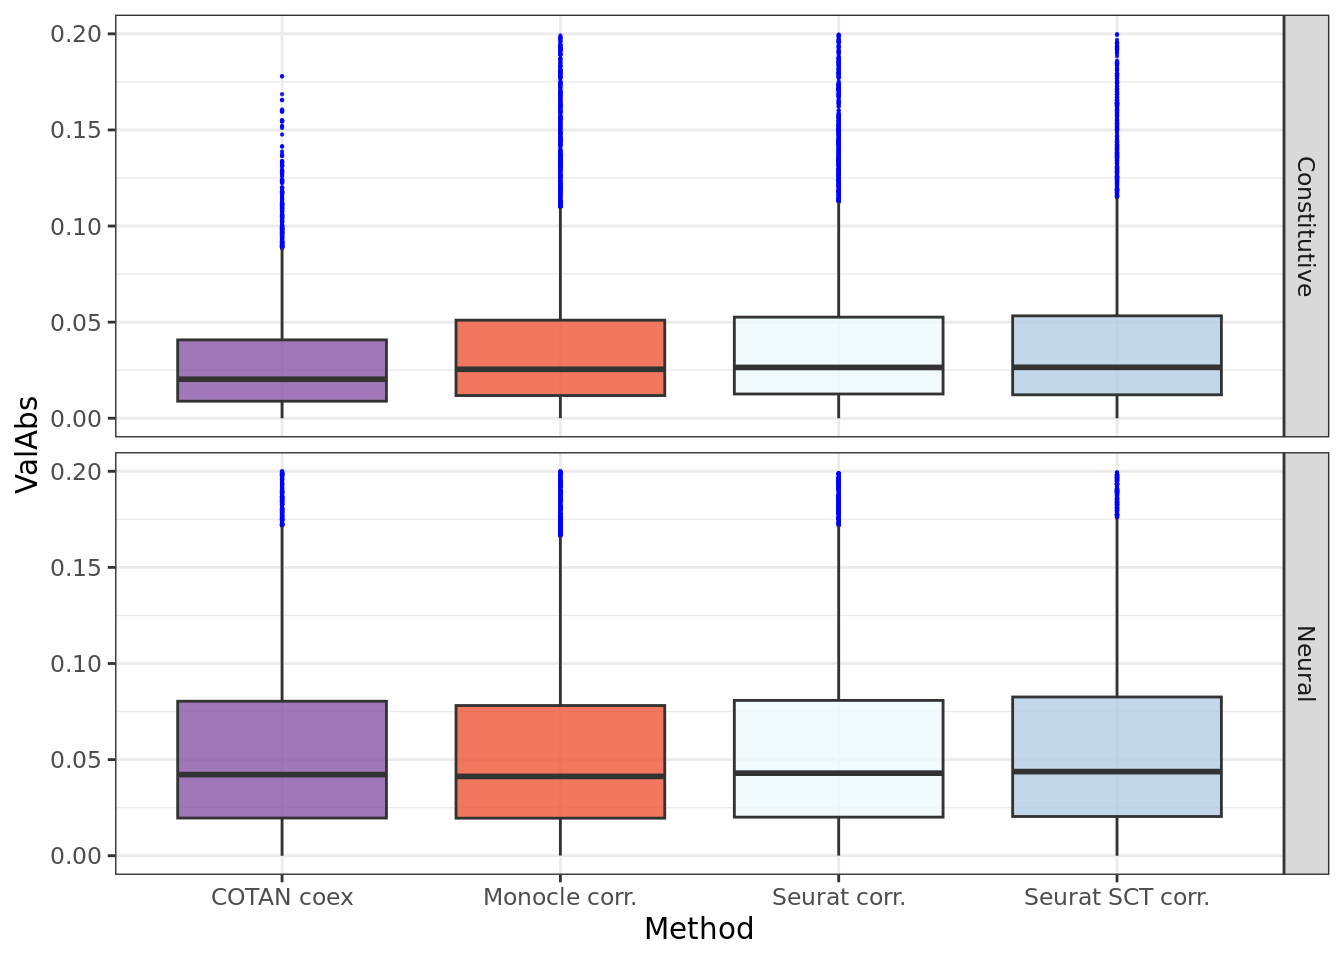 0.20
0.15
0.10
0.05
0.00
Constitutive
ValAbs
0.20
0.15
0.10
0.05
0.00
Neural
COTAN coex
Monocle corr.
Seurat corr.
Seurat SCT corr.
Method